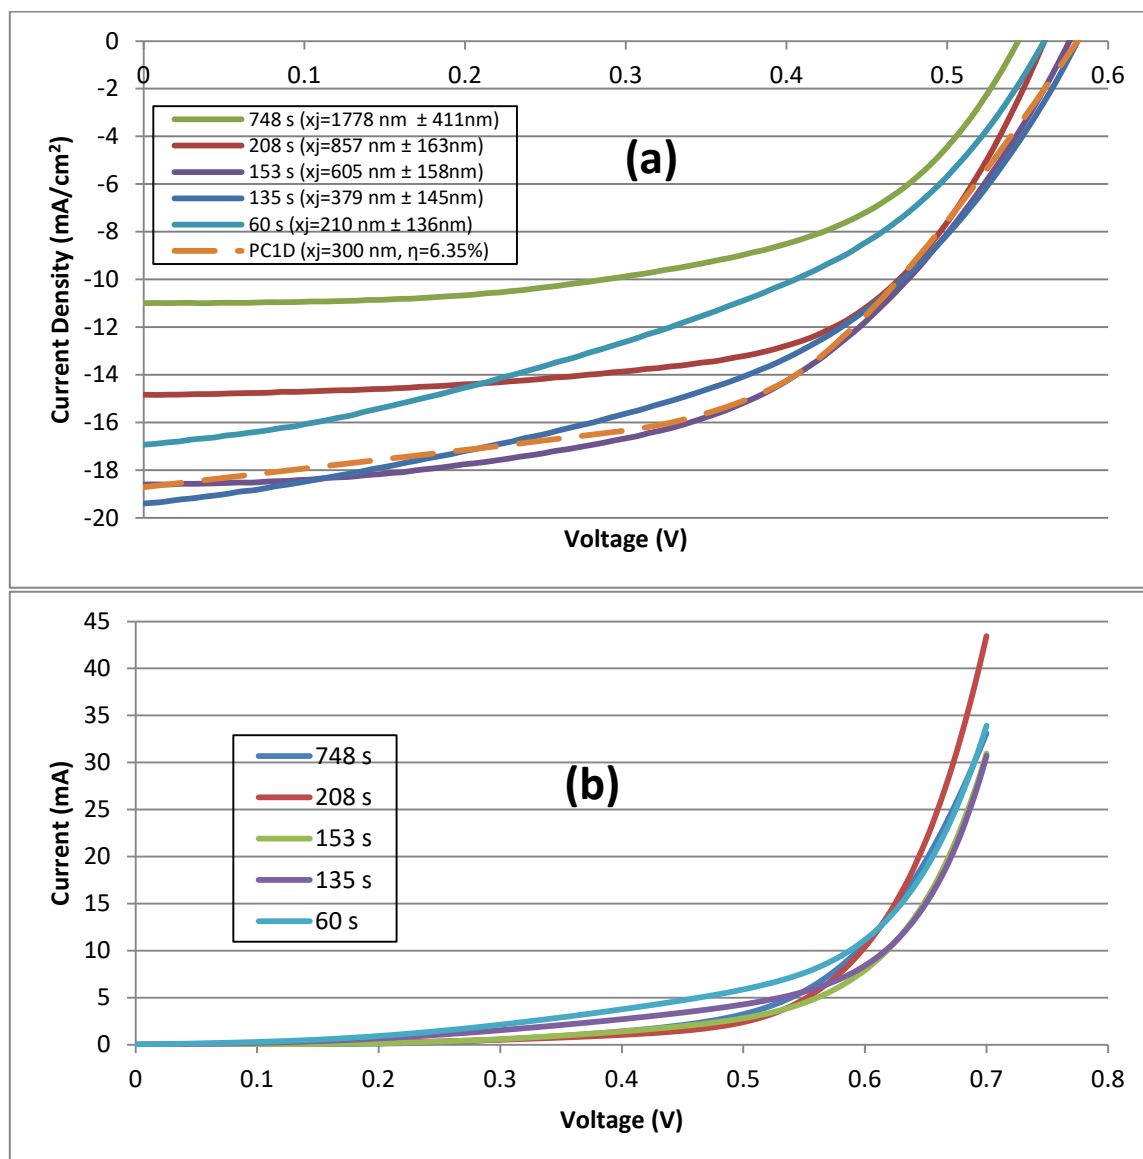 0
0 0.1 0.2 0.3 0.4 0.5 0.6
-2
-4
-6
-8
-10
-12
-14
-16
-18
-20
Current Density (mA/cm²)
748 s (xj=1778 nm ± 411nm)
208 s (xj=857 nm ± 163nm)
153 s (xj=605 nm ± 158nm)
135 s (xj=379 nm ± 145nm)
60 s (xj=210 nm ± 136nm)
PC1D (xj=300 nm, η=6.35%)
(a)
Voltage (V)
45
40
35
30
25
20
15
10
5
0
Current (mA)
748 s
208 s
153 s
135 s
60 s
(b)
0 0.1 0.2 0.3 0.4 0.5 0.6 0.7 0.8
Voltage (V)